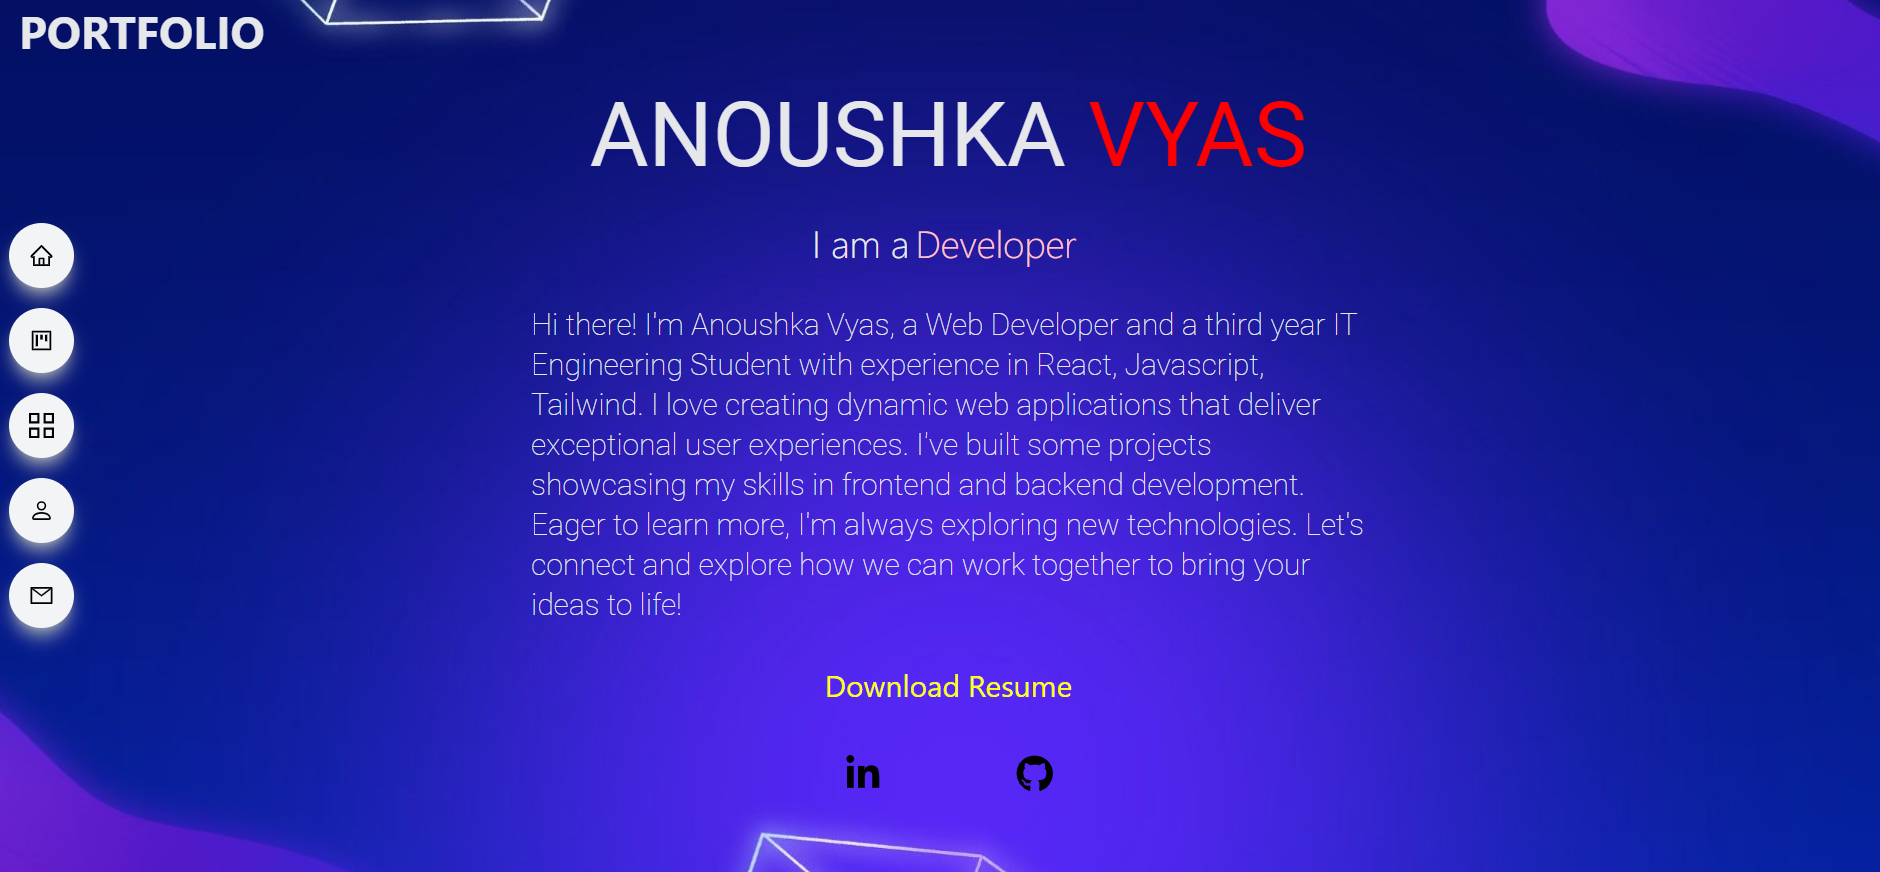 PORTFOLIO
ANOUSHKA VYAS
I am a Developer
Hi there! I'm Anoushka Vyas, a Web Developer and a third year IT
Engineering Student with experience in React, Javascript,
Tailwind. I love creating dynamic web applications that deliver
exceptional user experiences. I've built some projects
showcasing my skills in frontend and backend development.
Eager to learn more, I'm always exploring new technologies. Let's
connect and explore how we can work together to bring your
ideas to life!
Download Resume
in